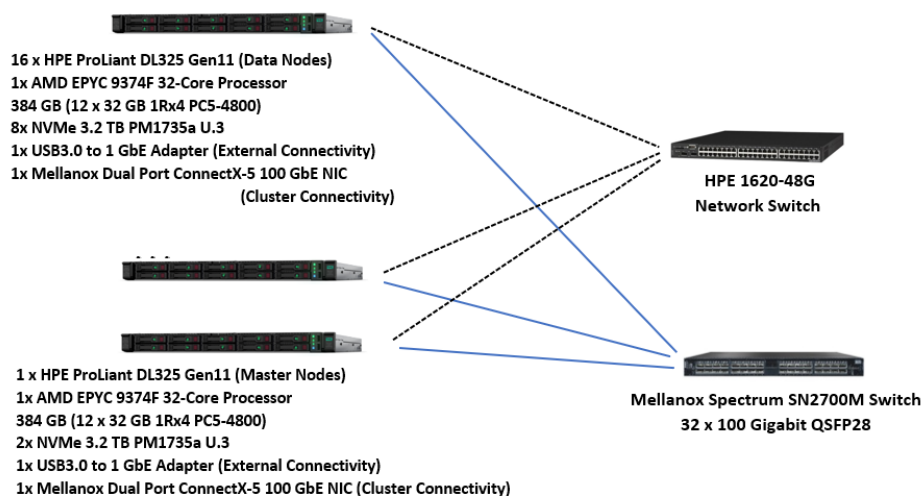 16 x HPE ProLiant DL325 Gen11 (Data Nodes)
1x AMD EPYC 9374F 32-Core Processor
384 GB (12 x 32 GB 1Rx4 PC5-4800)
8x NVMe 3.2 TB PM1735a U.3
1x USB3.0 to 1 GbE Adapter (External Connectivity)
1x Mellanox Dual Port ConnectX-5 100 GbE NIC
(Cluster Connectivity)
HPE 1620-48G
Network Switch
1 x HPE ProLiant DL325 Gen11 (Master Nodes)
1x AMD EPYC 9374F 32-Core Processor
384 GB (12 x 32 GB 1Rx4 PC5-4800)
2x NVMe 3.2 TB PM1735a U.3
1x USB3.0 to 1 GbE Adapter (External Connectivity)
1x Mellanox Dual Port ConnectX-5 100 GbE NIC (Cluster Connectivity)
Mellanox Spectrum SN2700M Switch
32 x 100 Gigabit QSFP28